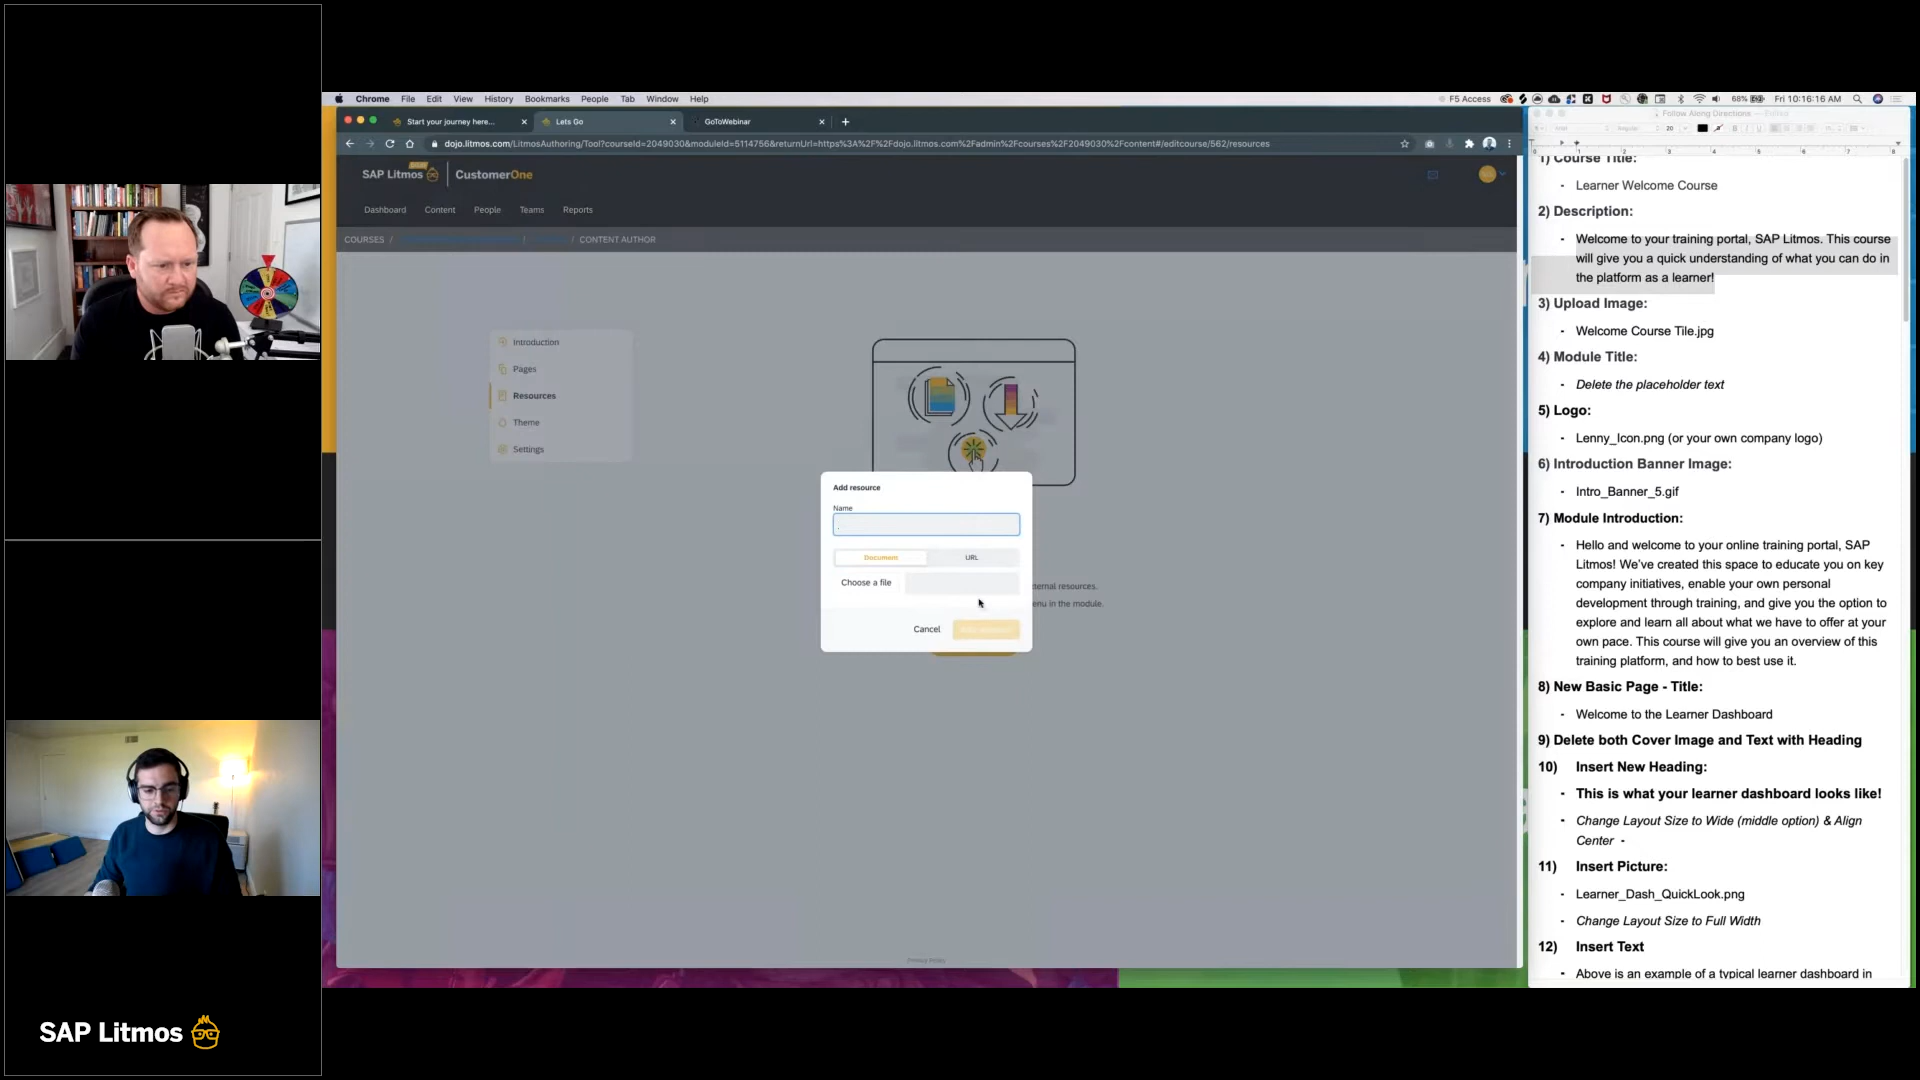 Chrome File Edit View History Bookmarks People Tab Window Help
F5 Access
68%
Fri 10:16:16 AM
Start your journey here...
Lets Go
GoToWebinar
dojo.litmos.com/LitmosAuthoring/Tool?courseId=2049030&moduleId=5114756&returnUrl=https%3A%2F%2Fdojo.litmos.com%2Fadmin%2Fcourses%2F2049030%2Fcontent#/editcourse/562/resources
SAP Litmos
CustomerOne
Dashboard Content People Teams Reports
COURSES / / / CONTENT AUTHOR
Introduction
Pages
Resources
Theme
Settings
Add resource
Name
Document URL
Choose a file
Cancel
resources.
in the module.
Privacy Policy
Follow Along Directions
1) Course Title:
- Learner Welcome Course
2) Description:
- Welcome to your training portal, SAP Litmos. This course
will give you a quick understanding of what you can do in
the platform as a learner!
3) Upload Image:
- Welcome Course Tile.jpg
4) Module Title:
- Delete the placeholder text
5) Logo:
- Lenny_Icon.png (or your own company logo)
6) Introduction Banner Image:
- Intro_Banner_5.gif
7) Module Introduction:
- Hello and welcome to your online training portal, SAP
Litmos! We've created this space to educate you on key
company initiatives, enable your own personal
development through training, and give you the option to
explore and learn all about what we have to offer at your
own pace. This course will give you an overview of this
training platform, and how to best use it.
8) New Basic Page - Title:
- Welcome to the Learner Dashboard
9) Delete both Cover Image and Text with Heading
10) Insert New Heading:
- This is what your learner dashboard looks like!
- Change Layout Size to Wide (middle option) & Align
Center -
11) Insert Picture:
- Learner_Dash_QuickLook.png
- Change Layout Size to Full Width
12) Insert Text
- Above is an example of a typical learner dashboard in
SAP Litmos